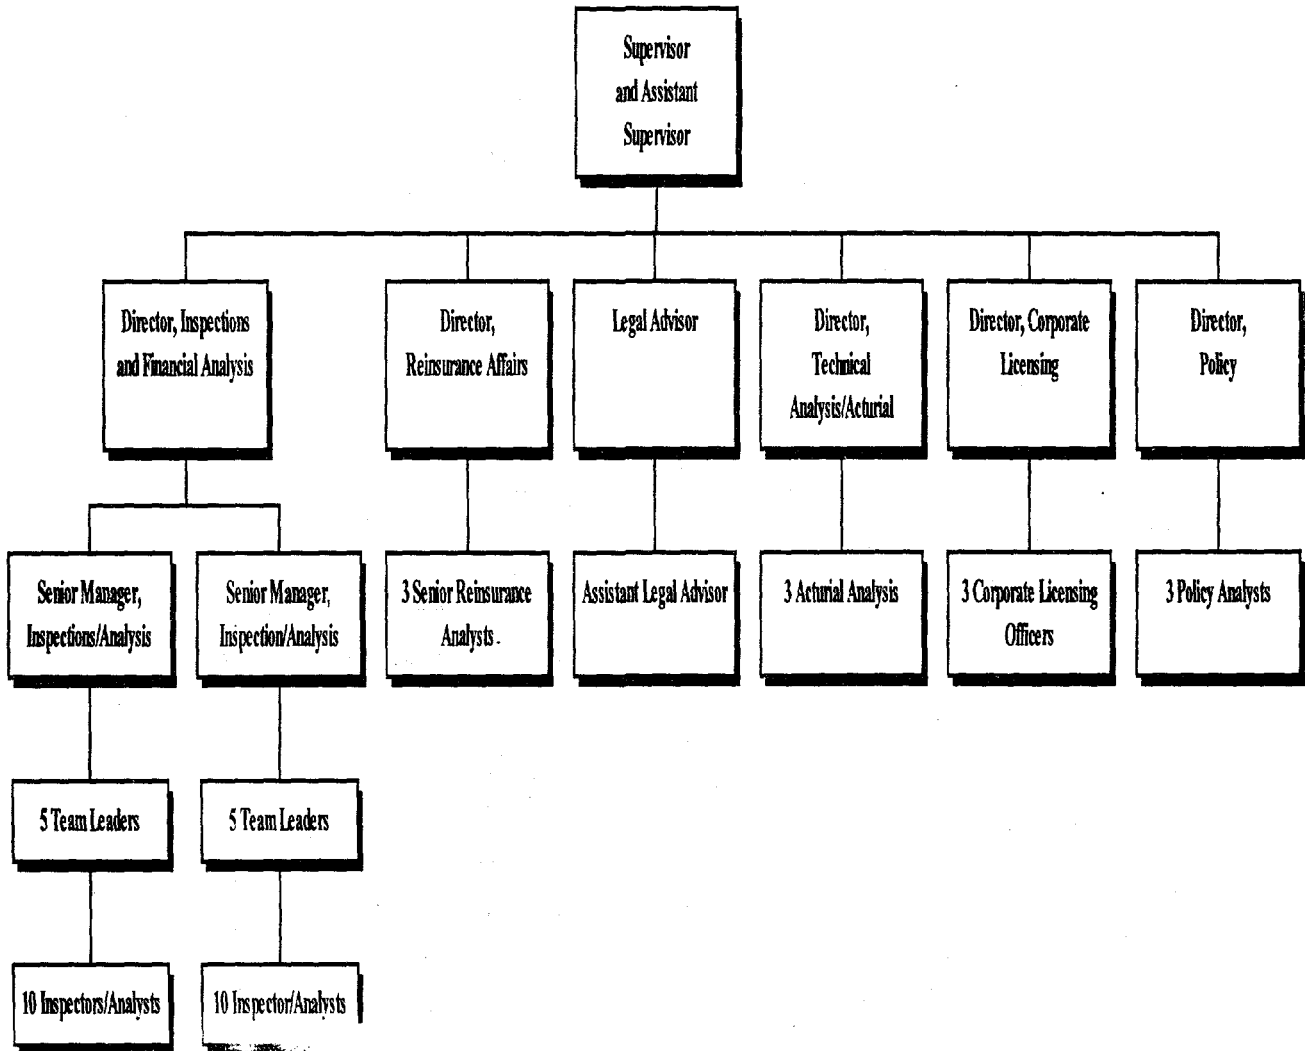 Supervisor
and Assistant
Supervisor
Director, Inspections
and Financial Analysis
Director,
Reinsurance Affairs
Legal Advisor
Director,
Technical
Analysis/Acturial
Director, Corporate
Licensing
Director,
Policy
Senior Manager,
Inspections/Analysis
Senior Manager,
Inspection/Analysis
3 Senior Reinsurance
Analysts
Assistant Legal Advisor
3 Acturial Analysis
3 Corporate Licensing
Officers
3 Policy Analysts
5 Team Leaders
5 Team Leaders
10 Inspectors/Analysts
10 Inspector/Analysts